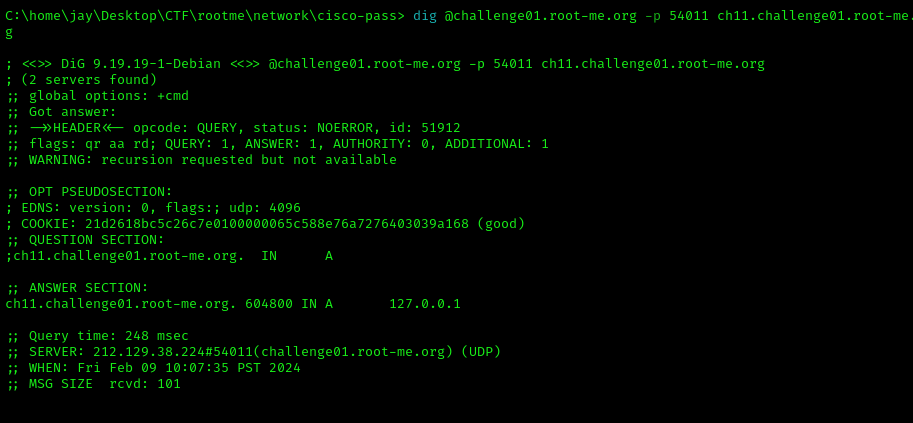 C:\home\jay\Desktop\CTF\rootme\network\cisco-pass> dig @challenge01.root-me.org -p 54011 ch11.challenge01.root-me.
g
; <<>> DiG 9.19.19-1-Debian <<>> @challenge01.root-me.org -p 54011 ch11.challenge01.root-me.org
; (2 servers found)
;; global options: +cmd
;; Got answer:
;; ->>HEADER<<- opcode: QUERY, status: NOERROR, id: 51912
;; flags: qr aa rd; QUERY: 1, ANSWER: 1, AUTHORITY: 0, ADDITIONAL: 1
;; WARNING: recursion requested but not available
;; OPT PSEUDOSECTION:
; EDNS: version: 0, flags:; udp: 4096
; COOKIE: 21d2618bc5c26c7e0100000065c588e76a7276403039a168 (good)
;; QUESTION SECTION:
;ch11.challenge01.root-me.org. IN A
;; ANSWER SECTION:
ch11.challenge01.root-me.org. 604800 IN A 127.0.0.1
;; Query time: 248 msec
;; SERVER: 212.129.38.224#54011(challenge01.root-me.org) (UDP)
;; WHEN: Fri Feb 09 10:07:35 PST 2024
;; MSG SIZE rcvd: 101